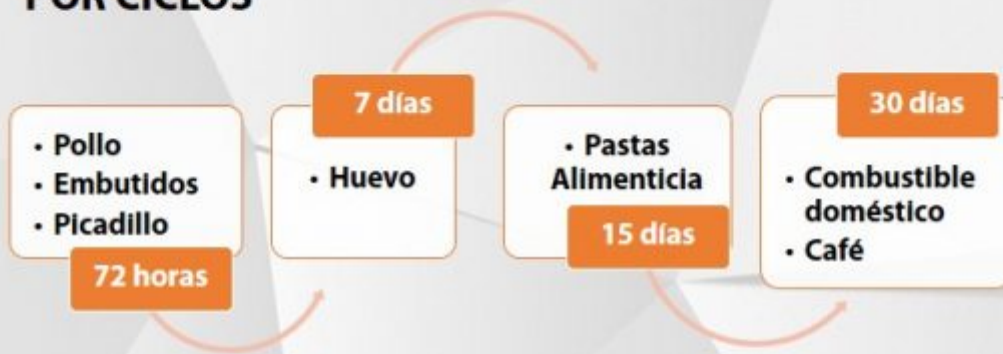 POR CICLOS
• Pollo
• Embutidos
• Picadillo
72 horas
7 días
• Huevo
• Pastas
Alimenticia
15 días
30 días
• Combustible
doméstico
• Café